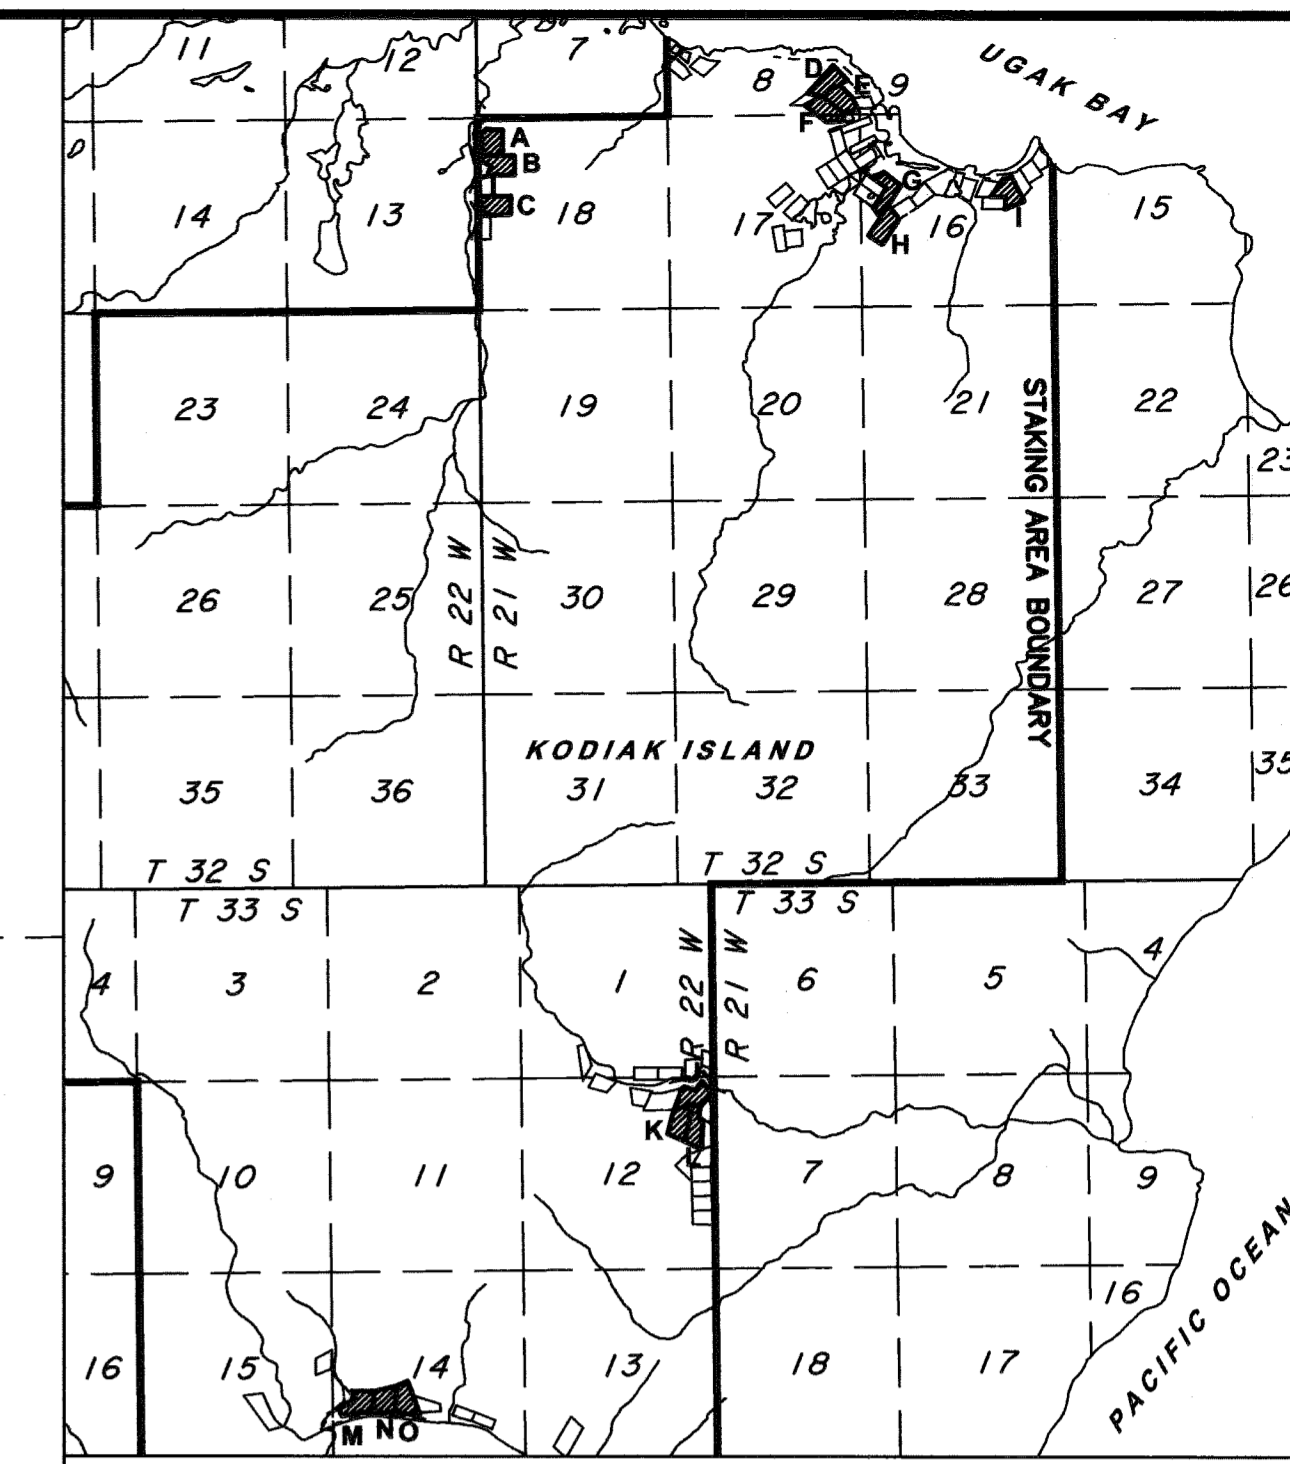 11 12 7 8 9
UGAK BAY
D
E
F
A
B
C
14 13 18 17 16 15
G
H
I
23 24 19 20 21 22
23
STAKING AREA BOUNDARY
26 25 30 29 28 27 26
R 22 W
R 21 W
KODIAK ISLAND
35 36 31 32 33 34 35
T 32 S
T 32 S
T 33 S
T 33 S
4 3 2 1 6 5 4
R 22 W
R 21 W
K
9 10 11 12 7 8 9
16
PACIFIC OCEAN
16 15 14 13 18 17
M N O